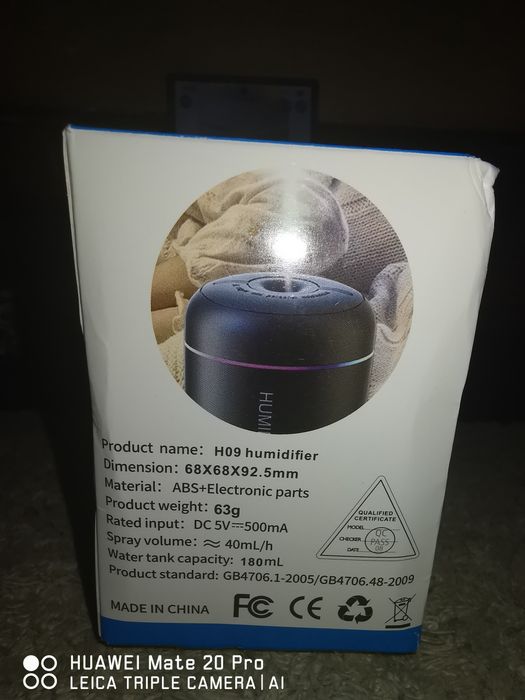 HUMI
Product name: H09 humidifier
Dimension: 68X68X92.5mm
Material: ABS+Electronic parts
Product weight: 63g
Rated input: DC 5V⎓500mA
Spray volume: ≈ 40mL/h
Water tank capacity: 180mL
Product standard: GB4706.1-2005/GB4706.48-2009
QUALIFIED
CERTIFICATE
MODEL
CHECKER
DATE
QC
PASS
08
MADE IN CHINA FC CE
HUAWEI Mate 20 Pro
LEICA TRIPLE CAMERA | AI